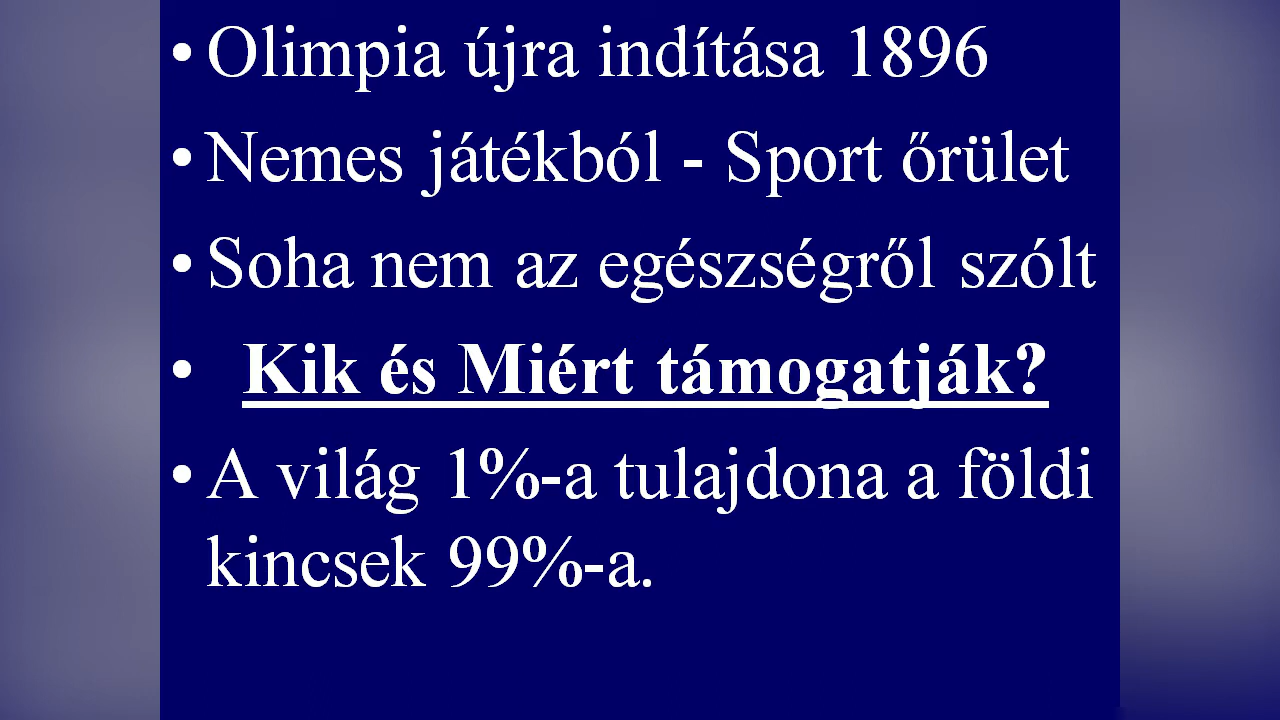 • Olimpia újra indítása 1896
• Nemes játékból - Sport őrület
• Soha nem az egészségről szólt
• Kik és Miért támogatják?
• A világ 1%-a tulajdona a földi
kincsek 99%-a.